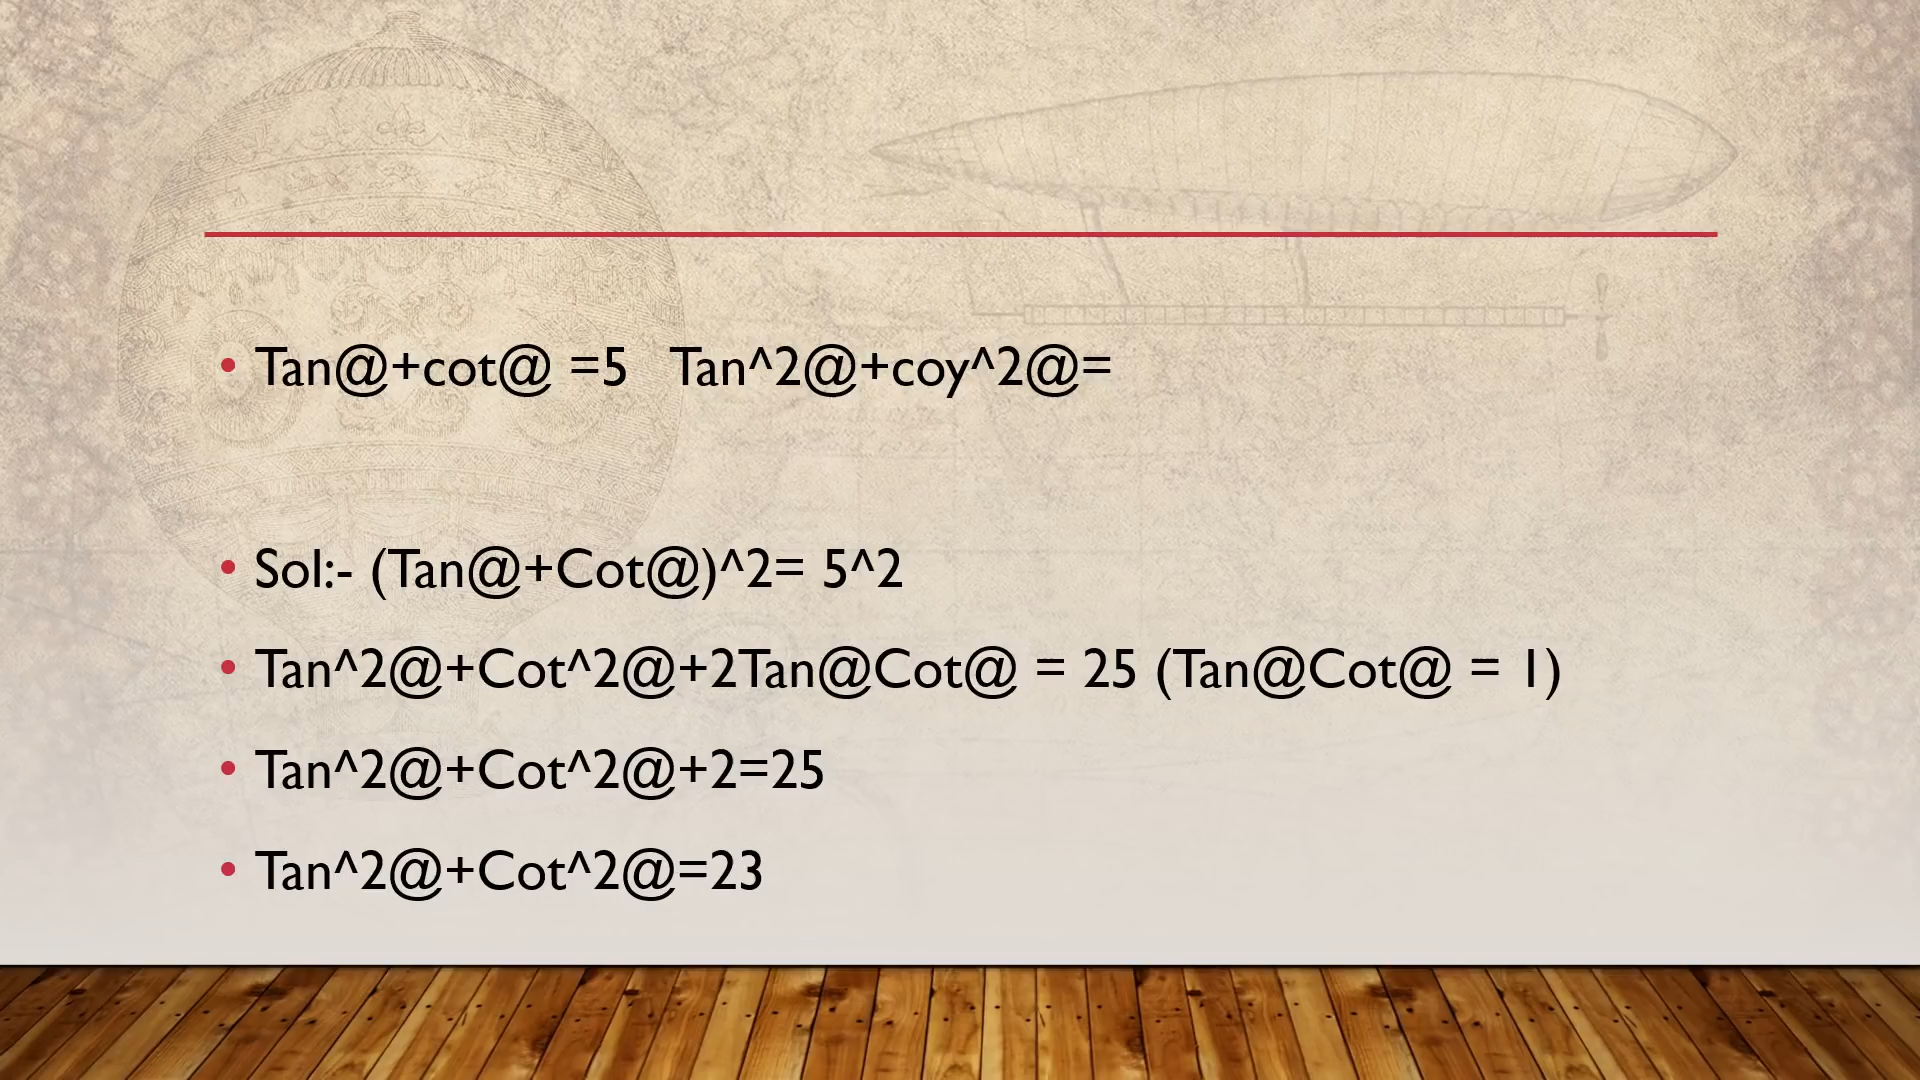 Tan@+cot@ =5 Tan^2@+coy^2@=
Sol:- (Tan@+Cot@)^2= 5^2
Tan^2@+Cot^2@+2Tan@Cot@ = 25 (Tan@Cot@ = 1)
Tan^2@+Cot^2@+2=25
Tan^2@+Cot^2@=23